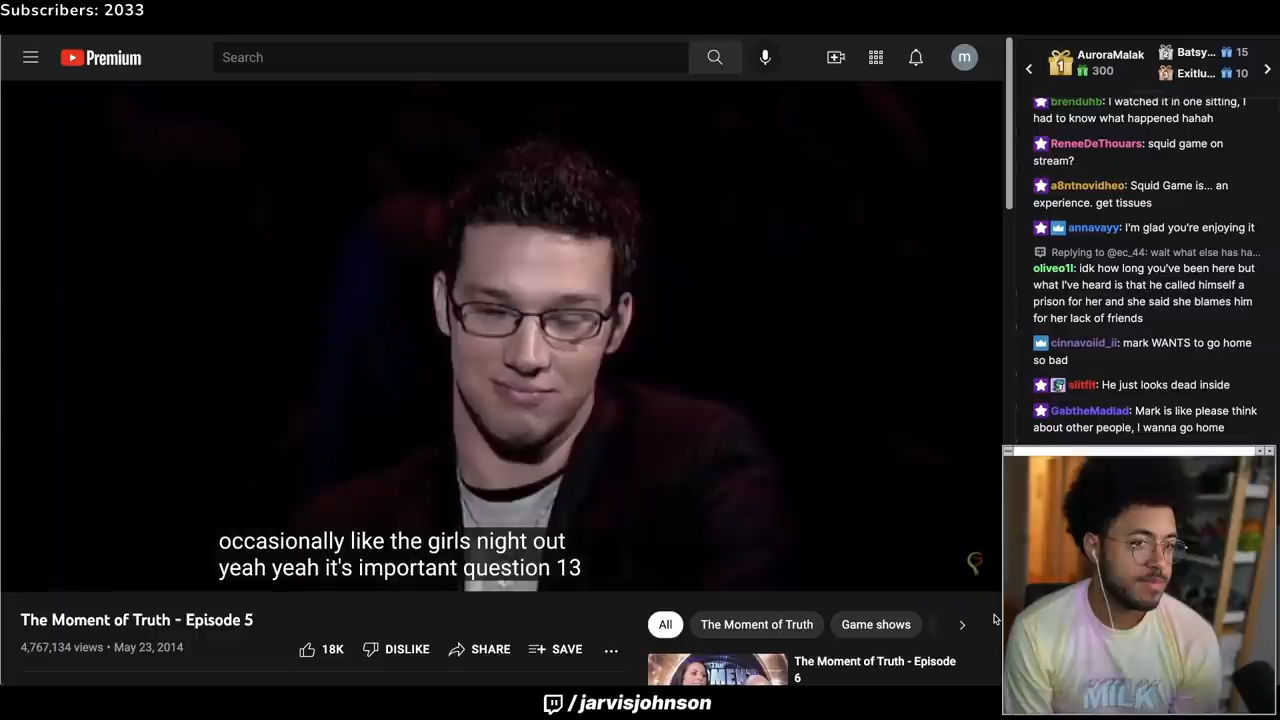 Subscribers: 2033
Premium
Search
m
AuroraMalak
300
Batsy... 15
Exitlu... 10
brenduhb: I watched it in one sitting, I
had to know what happened hahah
ReneeDeThouars: squid game on
stream?
a8ntnovidheo: Squid Game is... an
experience. get tissues
annavayy: I'm glad you're enjoying it
Replying to @ec_44: wait what else has ha...
oliveo1l: idk how long you've been here but
what I've heard is that he called himself a
prison for her and she said she blames him
for her lack of friends
cinnavoiid_ii: mark WANTS to go home
so bad
slitfit: He just looks dead inside
GabtheMadlad: Mark is like please think
about other people, I wanna go home
occasionally like the girls night out
yeah yeah it's important question 13
The Moment of Truth - Episode 5
4,767,134 views • May 23, 2014
18K
DISLIKE
SHARE
SAVE
All
The Moment of Truth
Game shows
The Moment of Truth - Episode
6
MILK
/jarvisjohnson